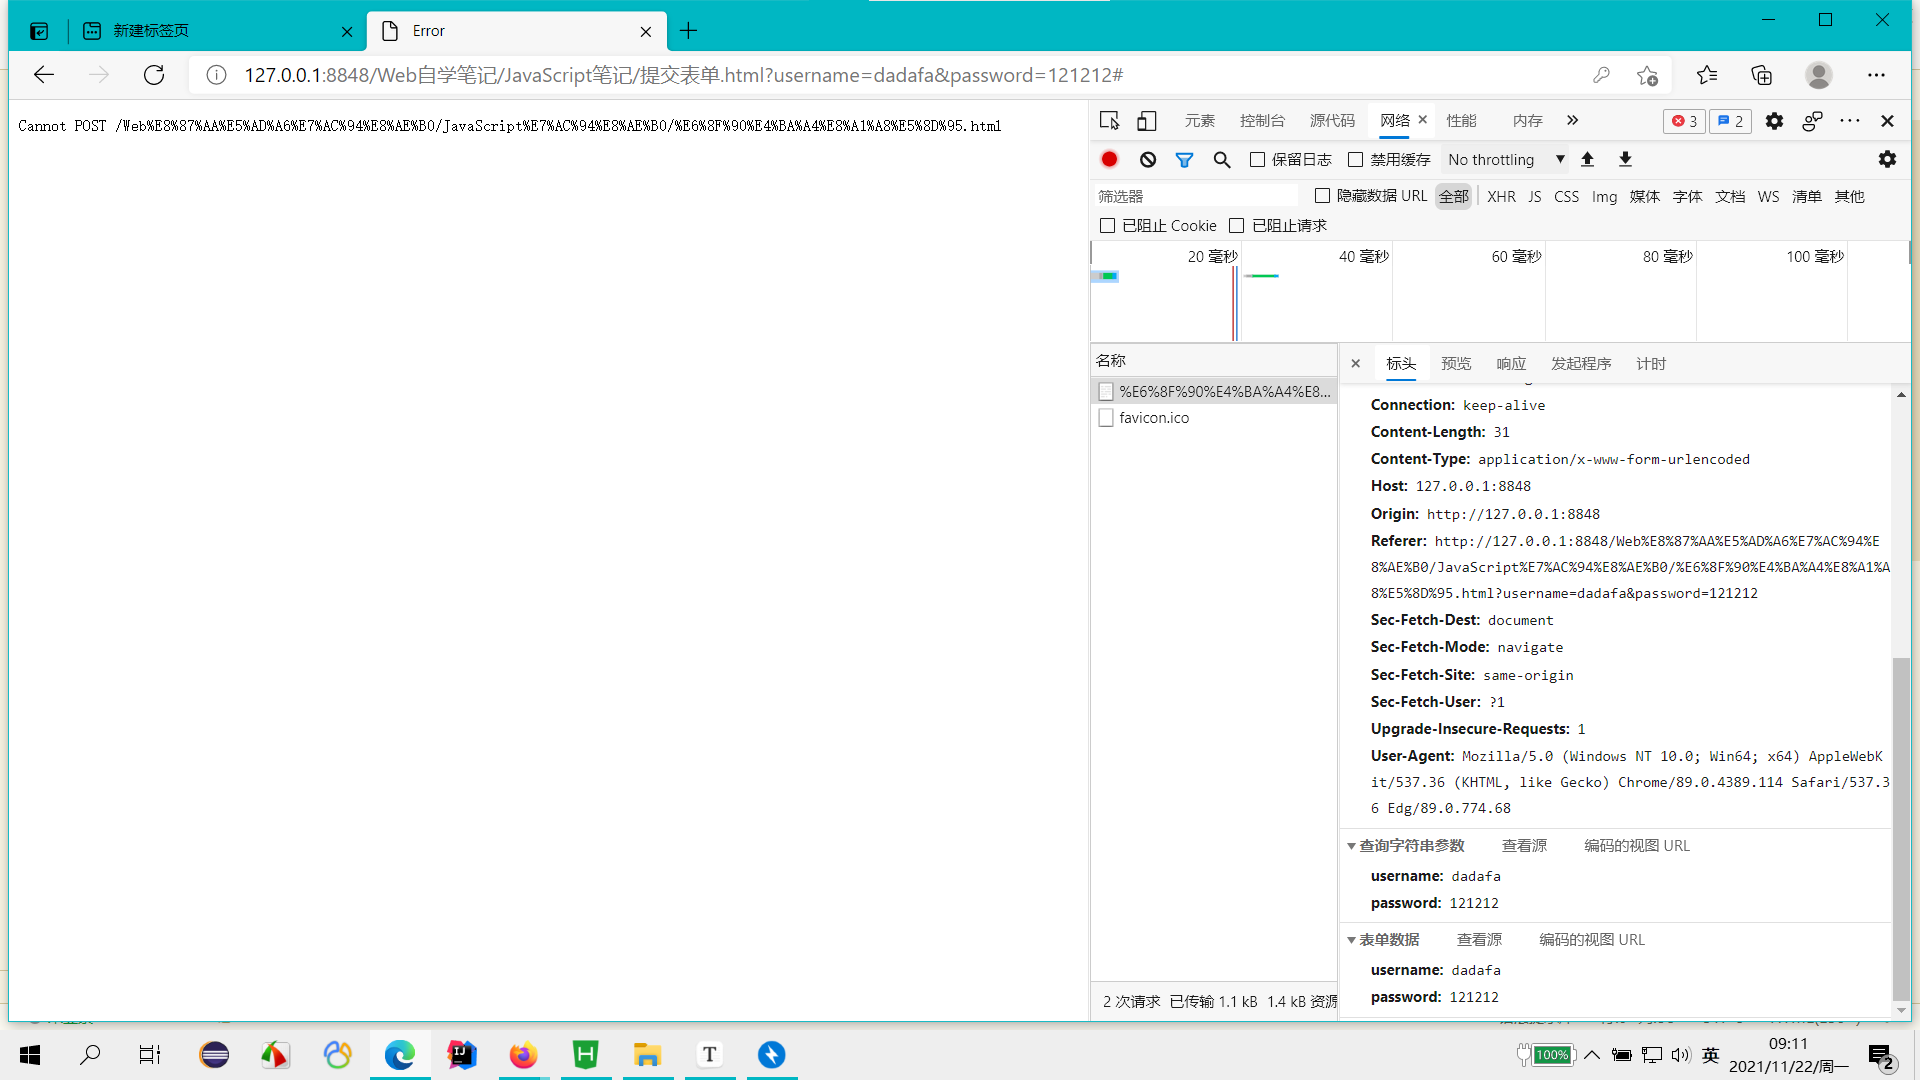 新建标签页
Error
127.0.0.1:8848/Web自学笔记/JavaScript笔记/提交表单.html?username=dadafa&password=121212#
Cannot POST /Web%E8%87%AA%E5%AD%A6%E7%AC%94%E8%AE%B0/JavaScript%E7%AC%94%E8%AE%B0/%E6%8F%90%E4%BA%A4%E8%A1%A8%E5%8D%95.html
元素 控制台 源代码 网络 性能 内存 3 2
保留日志 禁用缓存 No throttling
筛选器 隐藏数据 URL 全部 XHR JS CSS Img 媒体 字体 文档 WS 清单 其他
已阻止 Cookie 已阻止请求
20 毫秒 40 毫秒 60 毫秒 80 毫秒 100 毫秒
名称
%E6%8F%90%E4%BA%A4%E8...
favicon.ico
2 次请求 已传输 1.1 kB 1.4 kB 资源
标头 预览 响应 发起程序 计时
Connection: keep-alive
Content-Length: 31
Content-Type: application/x-www-form-urlencoded
Host: 127.0.0.1:8848
Origin: http://127.0.0.1:8848
Referer: http://127.0.0.1:8848/Web%E8%87%AA%E5%AD%A6%E7%AC%94%E
8%AE%B0/JavaScript%E7%AC%94%E8%AE%B0/%E6%8F%90%E4%BA%A4%E8%A1%A
8%E5%8D%95.html?username=dadafa&password=121212
Sec-Fetch-Dest: document
Sec-Fetch-Mode: navigate
Sec-Fetch-Site: same-origin
Sec-Fetch-User: ?1
Upgrade-Insecure-Requests: 1
User-Agent: Mozilla/5.0 (Windows NT 10.0; Win64; x64) AppleWebK
it/537.36 (KHTML, like Gecko) Chrome/89.0.4389.114 Safari/537.3
6 Edg/89.0.774.68
查询字符串参数 查看源 编码的视图 URL
username: dadafa
password: 121212
表单数据 查看源 编码的视图 URL
username: dadafa
password: 121212
T
100%
英
09:11
2021/11/22/周一
2